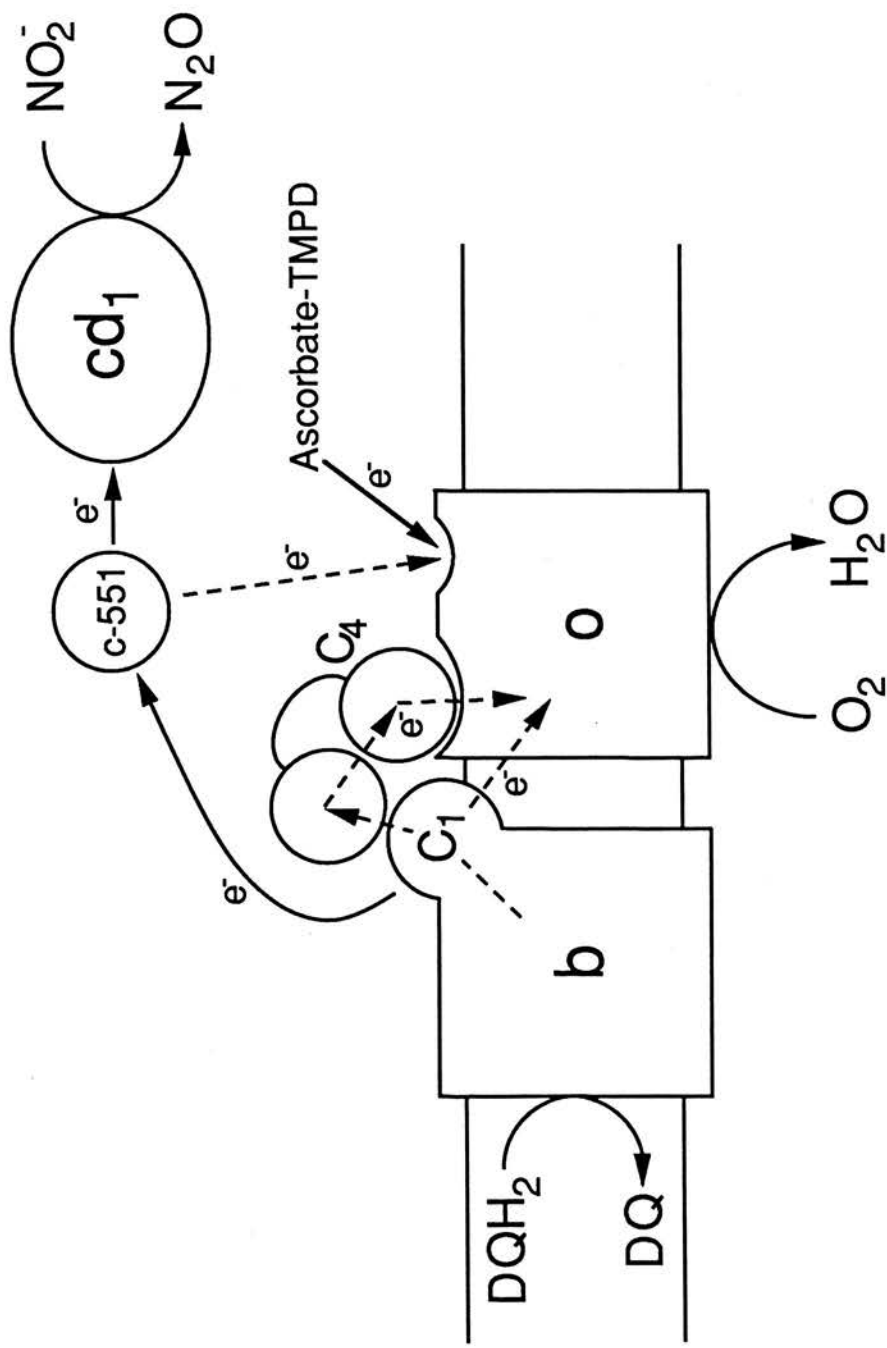 NO₂⁻
N₂O
cd₁
e⁻
c-551
e⁻
Ascorbate-TMPD
e⁻
e⁻
C₄
e⁻
C₁
e⁻
DQH₂
DQ
b
o
O₂
H₂O